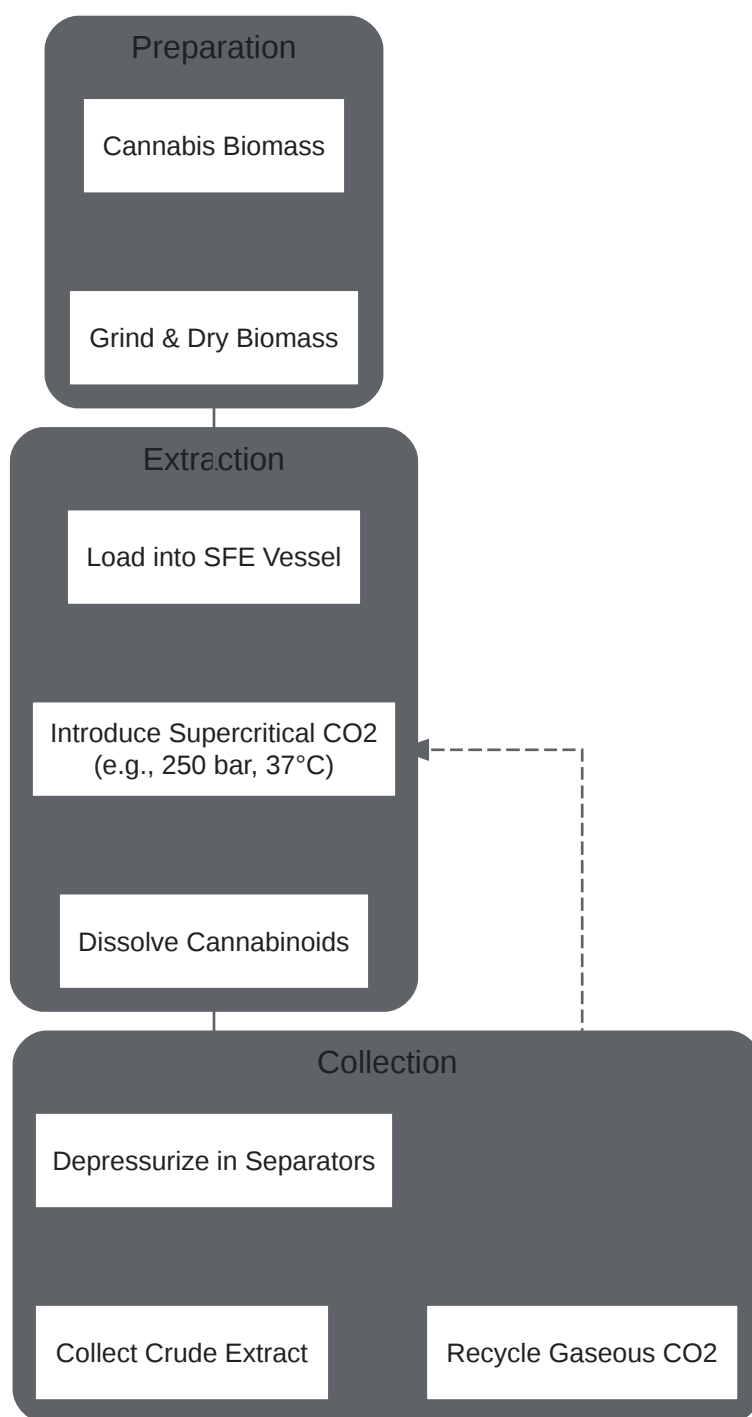 Preparation
Cannabis Biomass
Grind & Dry Biomass
Extraction
Load into SFE Vessel
Introduce Supercritical CO2
(e.g., 250 bar, 37°C)
Dissolve Cannabinoids
Collection
Depressurize in Separators
Collect Crude Extract
Recycle Gaseous CO2